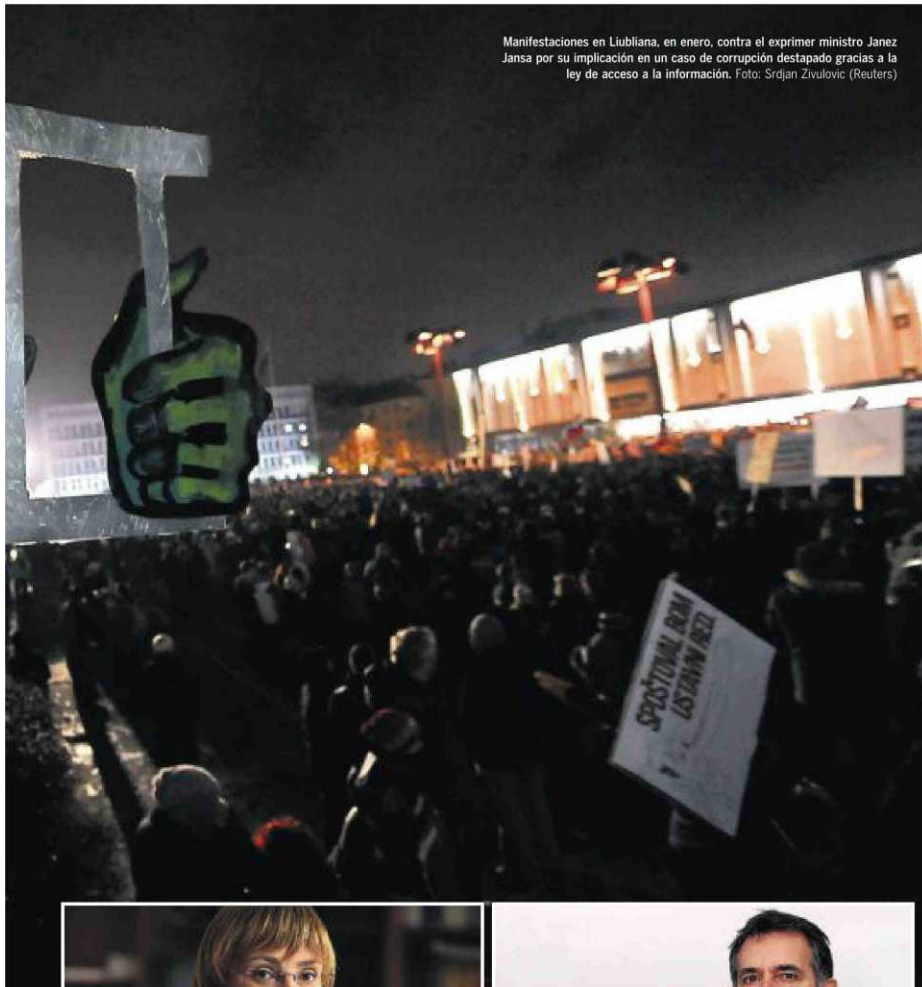 Manifestaciones en Liubliana, en enero, contra el exprimer ministro Janez
Jansa por su implicación en un caso de corrupción destapado gracias a la
ley de acceso a la información. Foto: Srdjan Zivulovic (Reuters)
SPOŠTOVAL BOM
USTAVNI RED